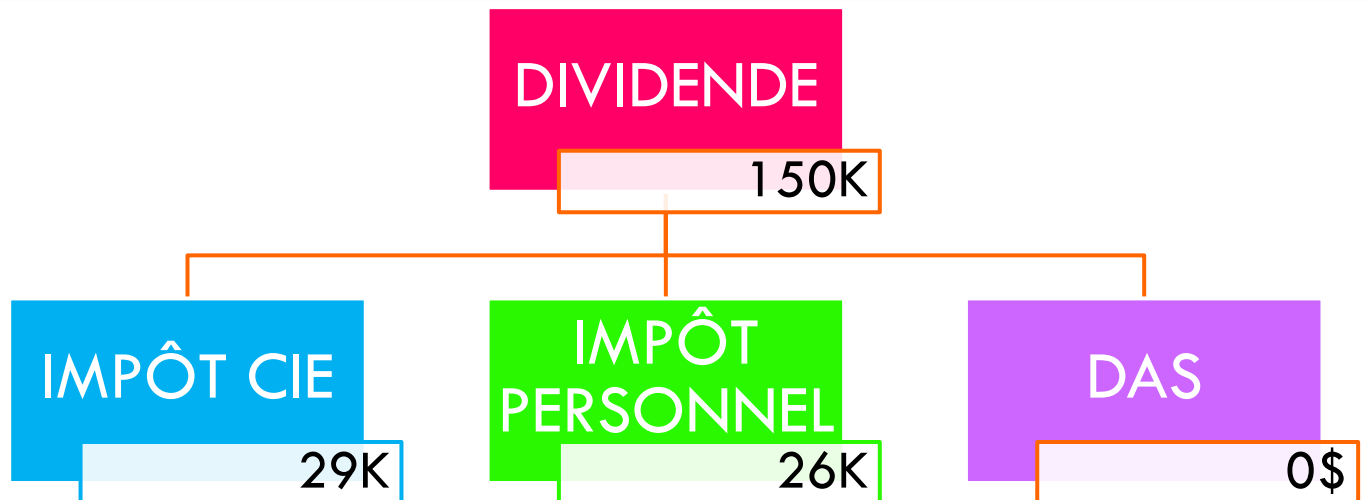 DIVIDENDE
150K
IMPÔT CIE
29K
IMPÔT
PERSONNEL
26K
DAS
0$